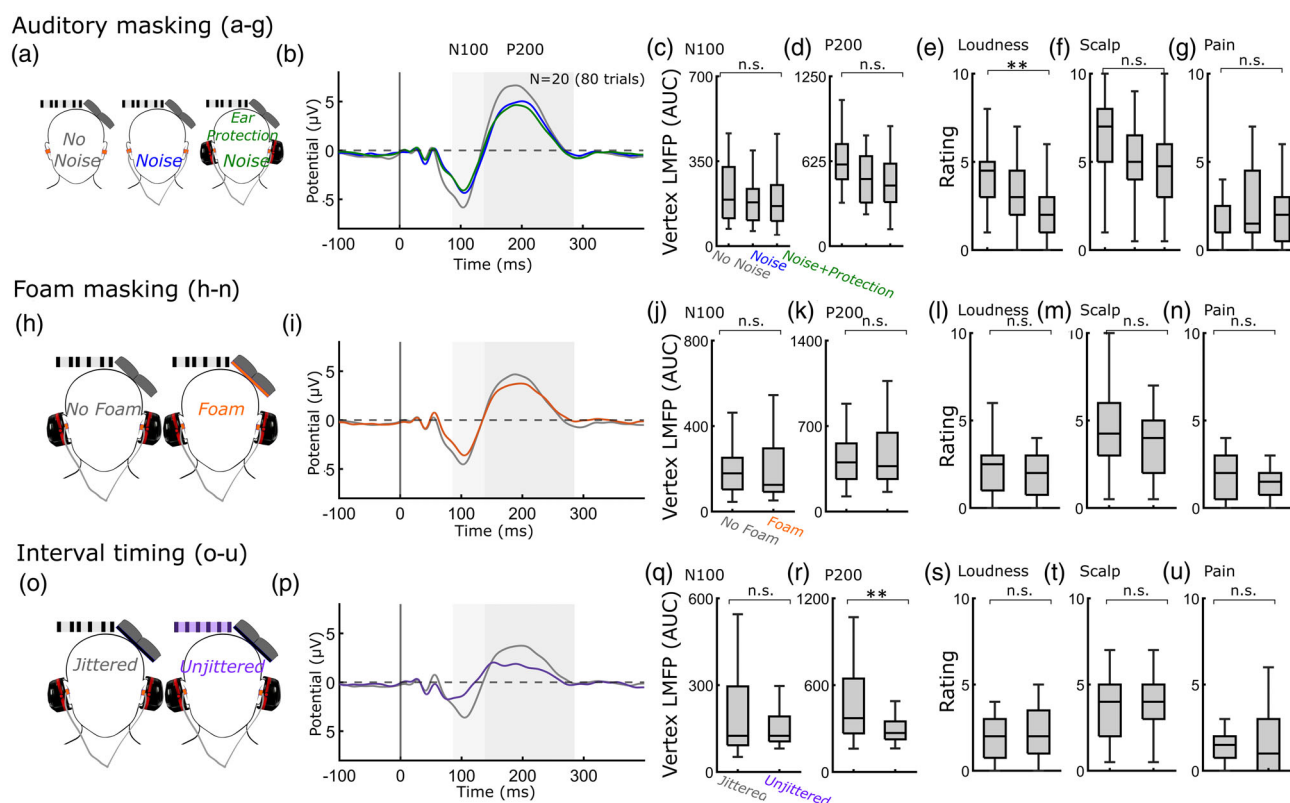 Auditory masking (a-g)
(a)
No
Noise
Noise
Ear
Protection
Noise
(b)
N100 P200
N=20 (80 trials)
Potential (µV)
5
0
-5
-100 0 100 200 300
Time (ms)
(c) N100
n.s.
Vertex LMFP (AUC)
700
350
0
No Noise
Noise
Noise+Protection
(d) P200
n.s.
1250
625
0
(e) Loudness
**
Rating
10
5
0
(f) Scalp
n.s.
10
5
0
(g) Pain
n.s.
10
5
0
Foam masking (h-n)
(h)
No Foam
Foam
(i)
Potential (µV)
5
0
-5
-100 0 100 200 300
Time (ms)
(j) N100
n.s.
Vertex LMFP (AUC)
800
400
0
No Foam
Foam
(k) P200
n.s.
1400
700
0
(l) Loudness
n.s.
Rating
10
5
0
(m) Scalp
n.s.
10
5
0
(n) Pain
n.s.
10
5
0
Interval timing (o-u)
(o)
Jittered
Unjittered
(p)
Potential (µV)
5
0
-5
-100 0 100 200 300
Time (ms)
(q) N100
n.s.
Vertex LMFP (AUC)
600
300
0
Jittered
Unjittered
(r) P200
**
1200
600
0
(s) Loudness
n.s.
Rating
10
5
0
(t) Scalp
n.s.
10
5
0
(u) Pain
n.s.
10
5
0